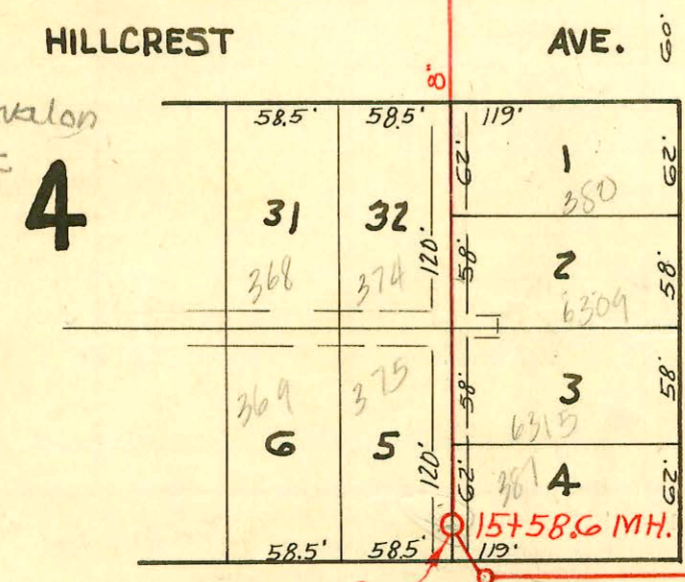 HILLCREST AVE. 60'
8"
58.5' 58.5' 119'
4
31 32 1
62' 62'
380
120' 58' 2 58'
368 374 6309
369 375 58' 3 58'
6315
6 5 120' 62' 387 4 62'
15+58.6 MH.
58.5' 58.5' 119'